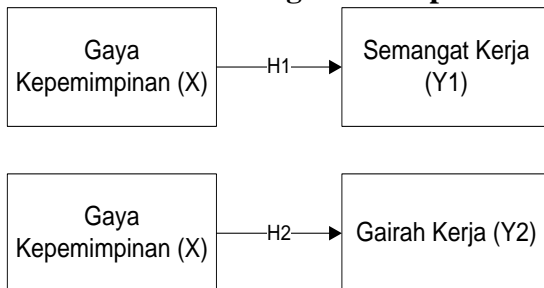 Gaya
Kepemimpinan (X)
H1
Semangat Kerja
(Y1)
Gaya
Kepemimpinan (X)
H2
Gairah Kerja (Y2)